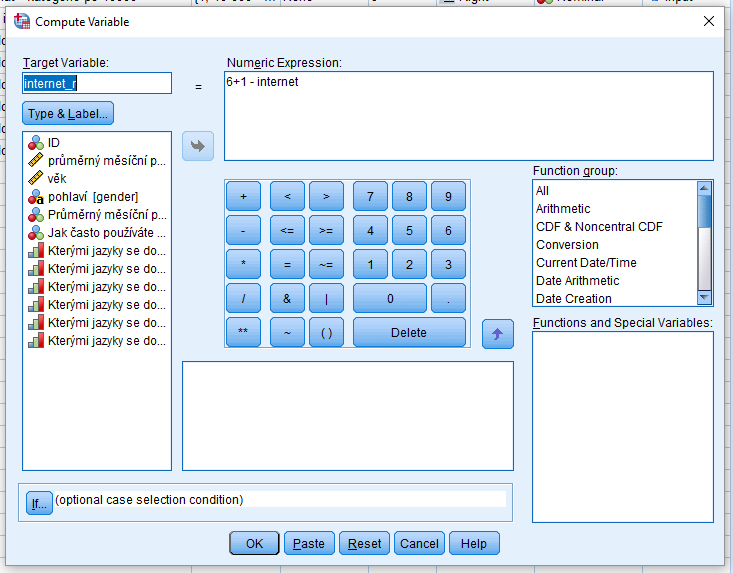 Compute Variable
Target Variable:
internet_r
=
Numeric Expression:
6+1 - internet
Type & Label...
ID
průměrný měsíční p...
věk
pohlaví [gender]
Průměrný měsíční p...
Jak často používáte ...
Kterými jazyky se do...
Kterými jazyky se do...
Kterými jazyky se do...
Kterými jazyky se do...
Kterými jazyky se do...
Kterými jazyky se do...
+ < > 7 8 9
- <= >= 4 5 6
* = ~= 1 2 3
/ & | 0 .
** ~ ( ) Delete
Function group:
All
Arithmetic
CDF & Noncentral CDF
Conversion
Current Date/Time
Date Arithmetic
Date Creation
Functions and Special Variables:
If... (optional case selection condition)
OK Paste Reset Cancel Help